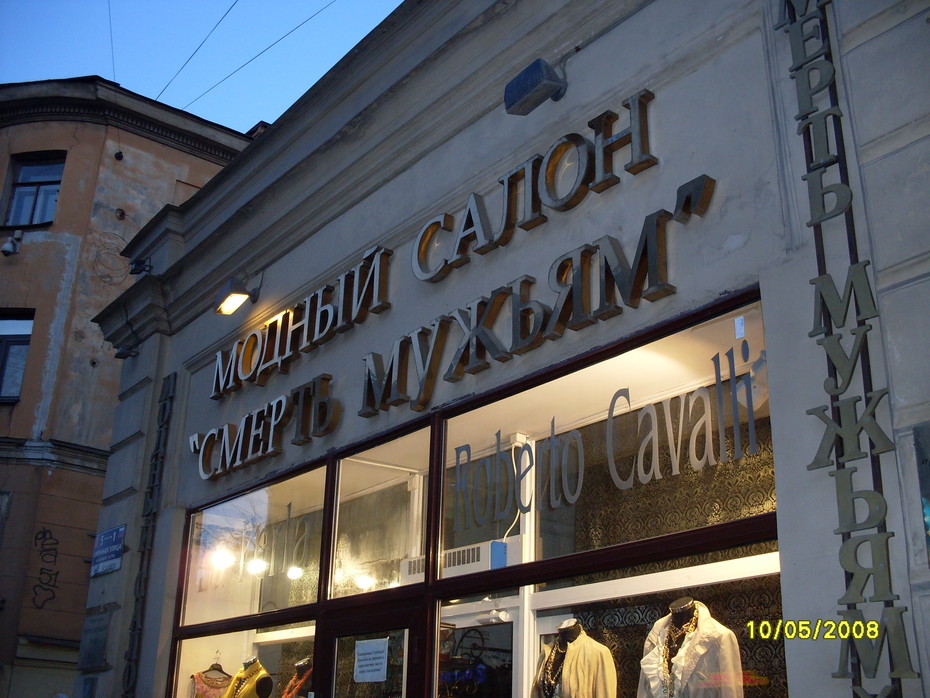 МОДНЫЙ САЛОН
"СМЕРТЬ МУЖЬЯМ"
Roberto Cavalli
СМЕРТЬ МУЖЬЯМ
10/05/2008